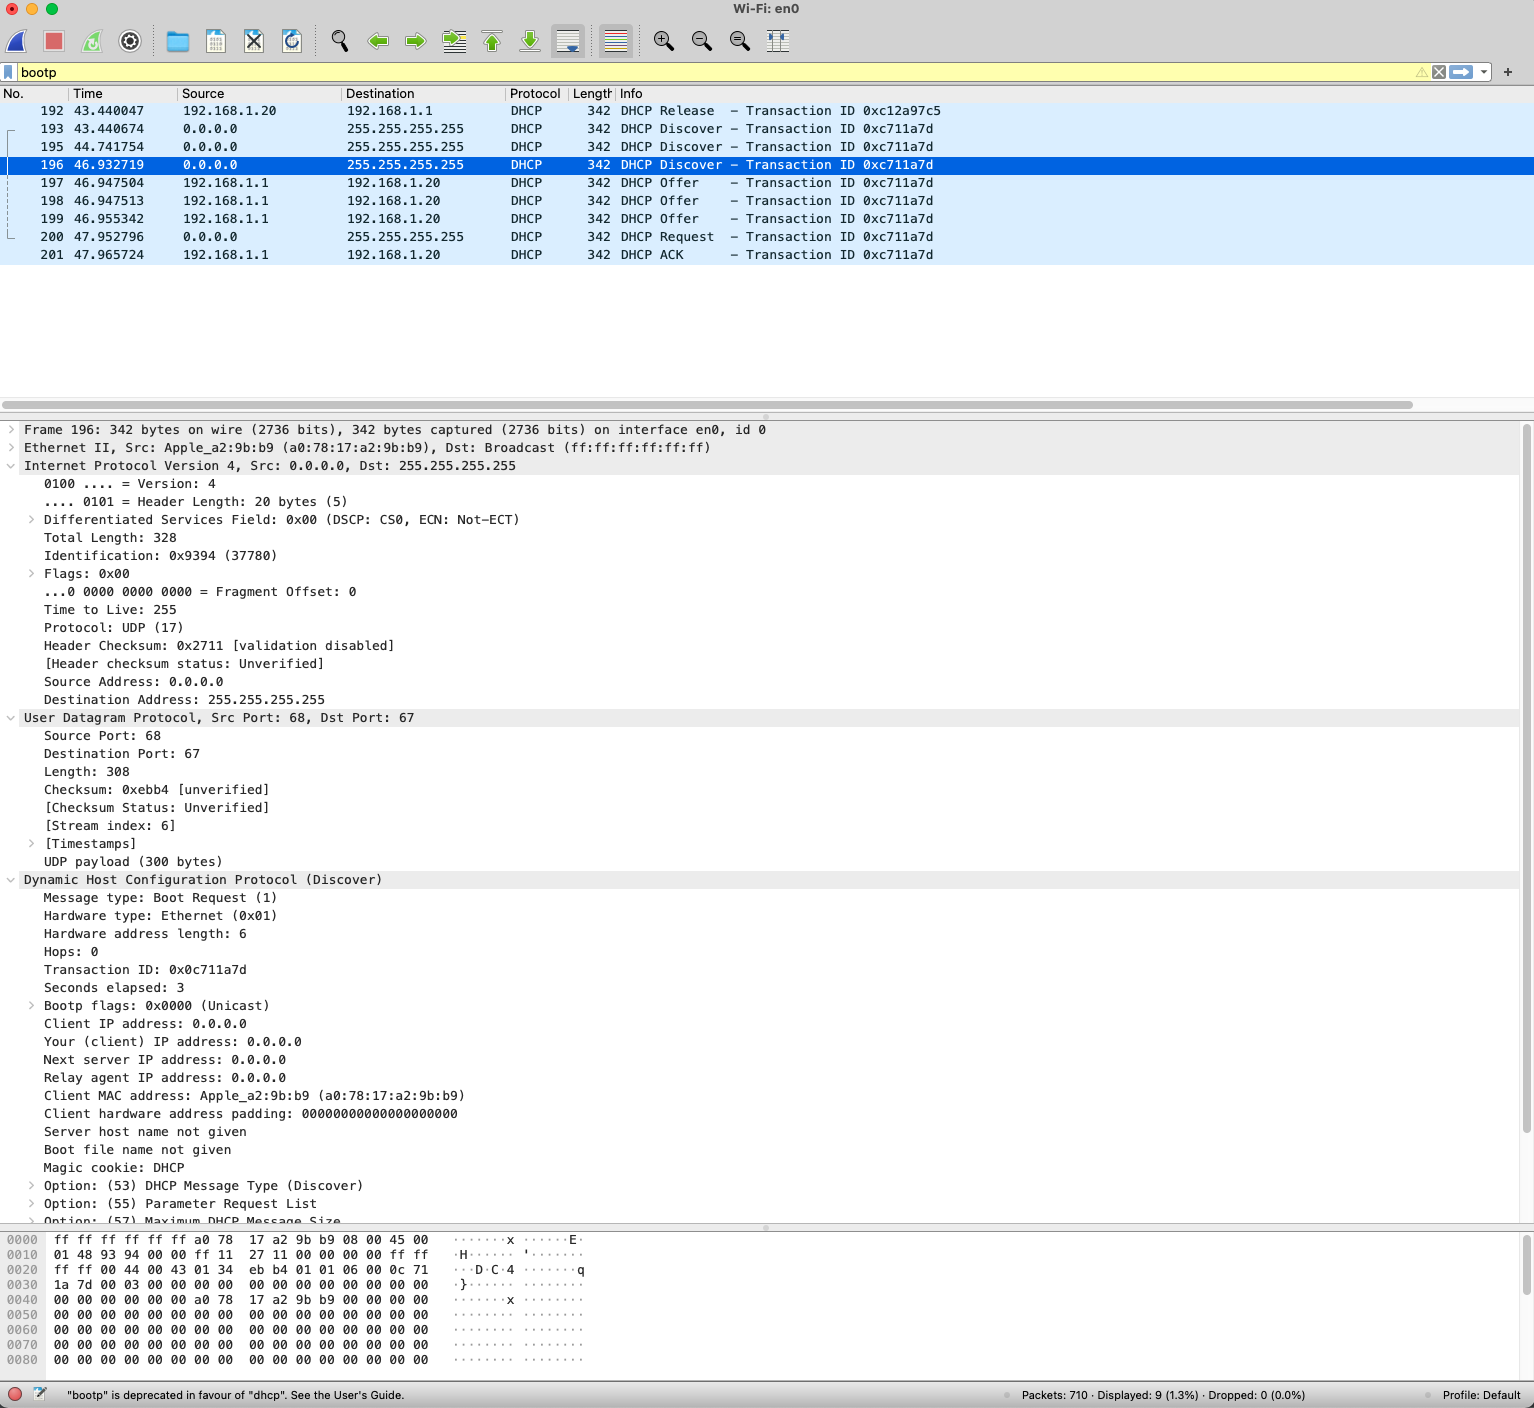 Wi-Fi: en0
bootp
No. Time Source Destination Protocol Length Info
192 43.440047 192.168.1.20 192.168.1.1 DHCP 342 DHCP Release – Transaction ID 0xc12a97c5
193 43.440674 0.0.0.0 255.255.255.255 DHCP 342 DHCP Discover – Transaction ID 0xc711a7d
195 44.741754 0.0.0.0 255.255.255.255 DHCP 342 DHCP Discover – Transaction ID 0xc711a7d
196 46.932719 0.0.0.0 255.255.255.255 DHCP 342 DHCP Discover – Transaction ID 0xc711a7d
197 46.947504 192.168.1.1 192.168.1.20 DHCP 342 DHCP Offer – Transaction ID 0xc711a7d
198 46.947513 192.168.1.1 192.168.1.20 DHCP 342 DHCP Offer – Transaction ID 0xc711a7d
199 46.955342 192.168.1.1 192.168.1.20 DHCP 342 DHCP Offer – Transaction ID 0xc711a7d
200 47.952796 0.0.0.0 255.255.255.255 DHCP 342 DHCP Request – Transaction ID 0xc711a7d
201 47.965724 192.168.1.1 192.168.1.20 DHCP 342 DHCP ACK – Transaction ID 0xc711a7d
Frame 196: 342 bytes on wire (2736 bits), 342 bytes captured (2736 bits) on interface en0, id 0
Ethernet II, Src: Apple_a2:9b:b9 (a0:78:17:a2:9b:b9), Dst: Broadcast (ff:ff:ff:ff:ff:ff)
Internet Protocol Version 4, Src: 0.0.0.0, Dst: 255.255.255.255
0100 .... = Version: 4
.... 0101 = Header Length: 20 bytes (5)
Differentiated Services Field: 0x00 (DSCP: CS0, ECN: Not–ECT)
Total Length: 328
Identification: 0x9394 (37780)
Flags: 0x00
...0 0000 0000 0000 = Fragment Offset: 0
Time to Live: 255
Protocol: UDP (17)
Header Checksum: 0x2711 [validation disabled]
[Header checksum status: Unverified]
Source Address: 0.0.0.0
Destination Address: 255.255.255.255
User Datagram Protocol, Src Port: 68, Dst Port: 67
Source Port: 68
Destination Port: 67
Length: 308
Checksum: 0xebb4 [unverified]
[Checksum Status: Unverified]
[Stream index: 6]
[Timestamps]
UDP payload (300 bytes)
Dynamic Host Configuration Protocol (Discover)
Message type: Boot Request (1)
Hardware type: Ethernet (0x01)
Hardware address length: 6
Hops: 0
Transaction ID: 0x0c711a7d
Seconds elapsed: 3
Bootp flags: 0x0000 (Unicast)
Client IP address: 0.0.0.0
Your (client) IP address: 0.0.0.0
Next server IP address: 0.0.0.0
Relay agent IP address: 0.0.0.0
Client MAC address: Apple_a2:9b:b9 (a0:78:17:a2:9b:b9)
Client hardware address padding: 00000000000000000000
Server host name not given
Boot file name not given
Magic cookie: DHCP
Option: (53) DHCP Message Type (Discover)
Option: (55) Parameter Request List
Option: (57) Maximum DHCP Message Size
0000 ff ff ff ff ff ff a0 78 17 a2 9b b9 08 00 45 00 ·······x ······E·
0010 01 48 93 94 00 00 ff 11 27 11 00 00 00 00 ff ff ·H······ '·······
0020 ff ff 00 44 00 43 01 34 eb b4 01 01 06 00 0c 71 ···D·C·4 ·······q
0030 1a 7d 00 03 00 00 00 00 00 00 00 00 00 00 00 00 ·}······ ········
0040 00 00 00 00 00 00 a0 78 17 a2 9b b9 00 00 00 00 ·······x ········
0050 00 00 00 00 00 00 00 00 00 00 00 00 00 00 00 00 ········ ········
0060 00 00 00 00 00 00 00 00 00 00 00 00 00 00 00 00 ········ ········
0070 00 00 00 00 00 00 00 00 00 00 00 00 00 00 00 00 ········ ········
0080 00 00 00 00 00 00 00 00 00 00 00 00 00 00 00 00 ········ ········
"bootp" is deprecated in favour of "dhcp". See the User's Guide. Packets: 710 · Displayed: 9 (1.3%) · Dropped: 0 (0.0%) Profile: Default